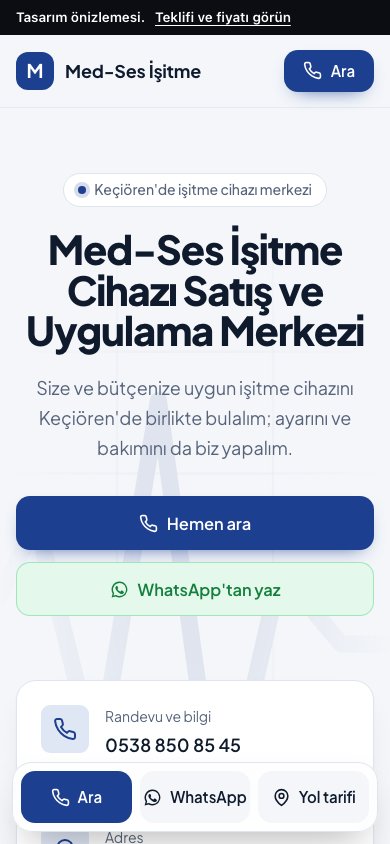 Tasarım önizlemesi. Teklifi ve fiyatı görün
M Med-Ses İşitme Ara
Keçiören'de işitme cihazı merkezi
Med-Ses İşitme
Cihazı Satış ve
Uygulama Merkezi
Size ve bütçenize uygun işitme cihazını
Keçiören'de birlikte bulalım; ayarını ve
bakımını da biz yapalım.
Hemen ara
WhatsApp'tan yaz
Randevu ve bilgi
0538 850 85 45
Ara WhatsApp Yol tarifi
Adres